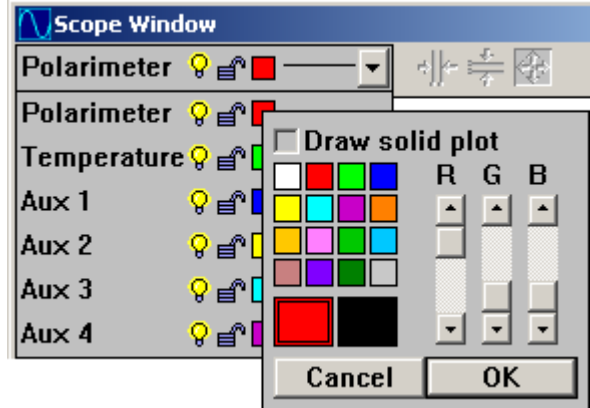 Scope Window
Polarimeter
Polarimeter
Temperature
Aux 1
Aux 2
Aux 3
Aux 4
Draw solid plot
R G B
Cancel OK